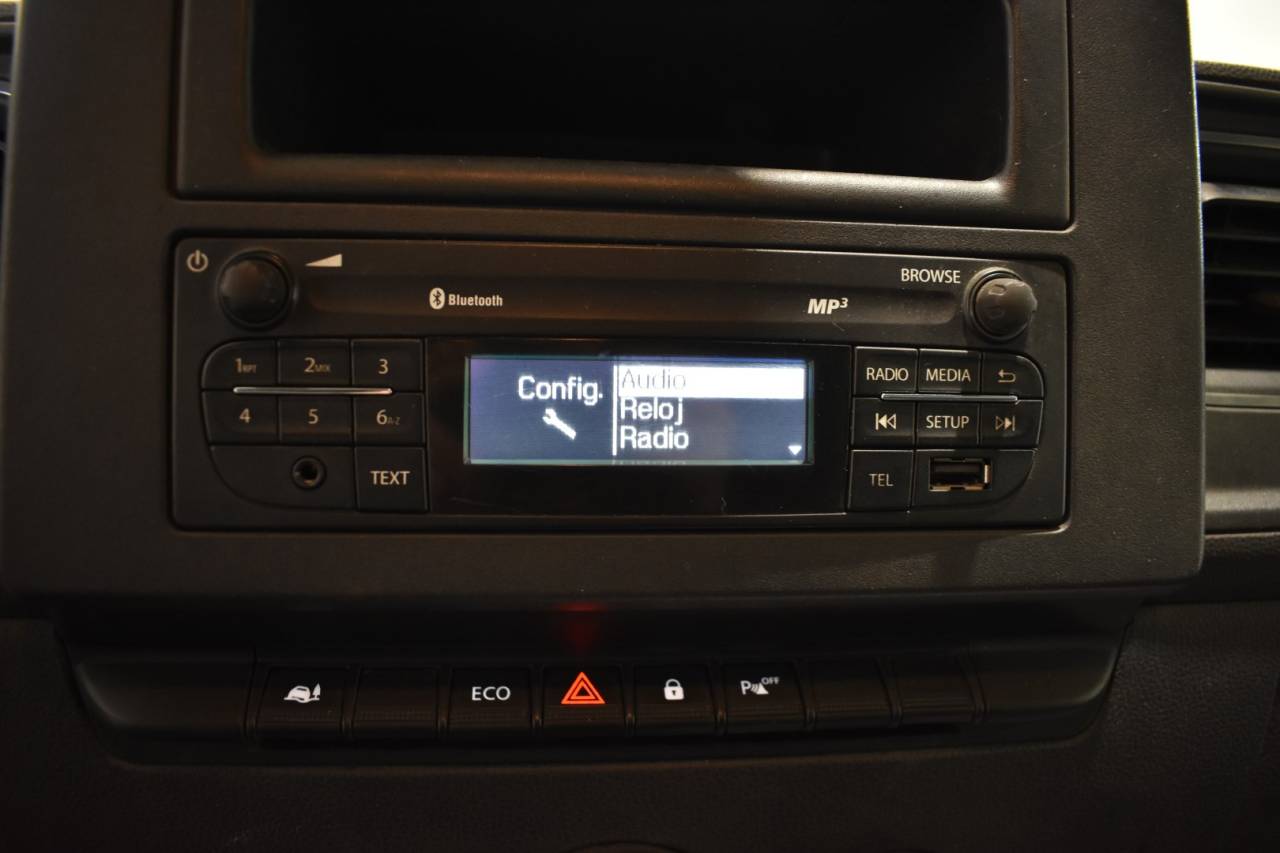 BROWSE
Bluetooth
MP3
1RPT 2MIX 3
4 5 6A-Z
TEXT
Config.
Audio
Reloj
Radio
RADIO MEDIA
SETUP
TEL
ECO
P OFF